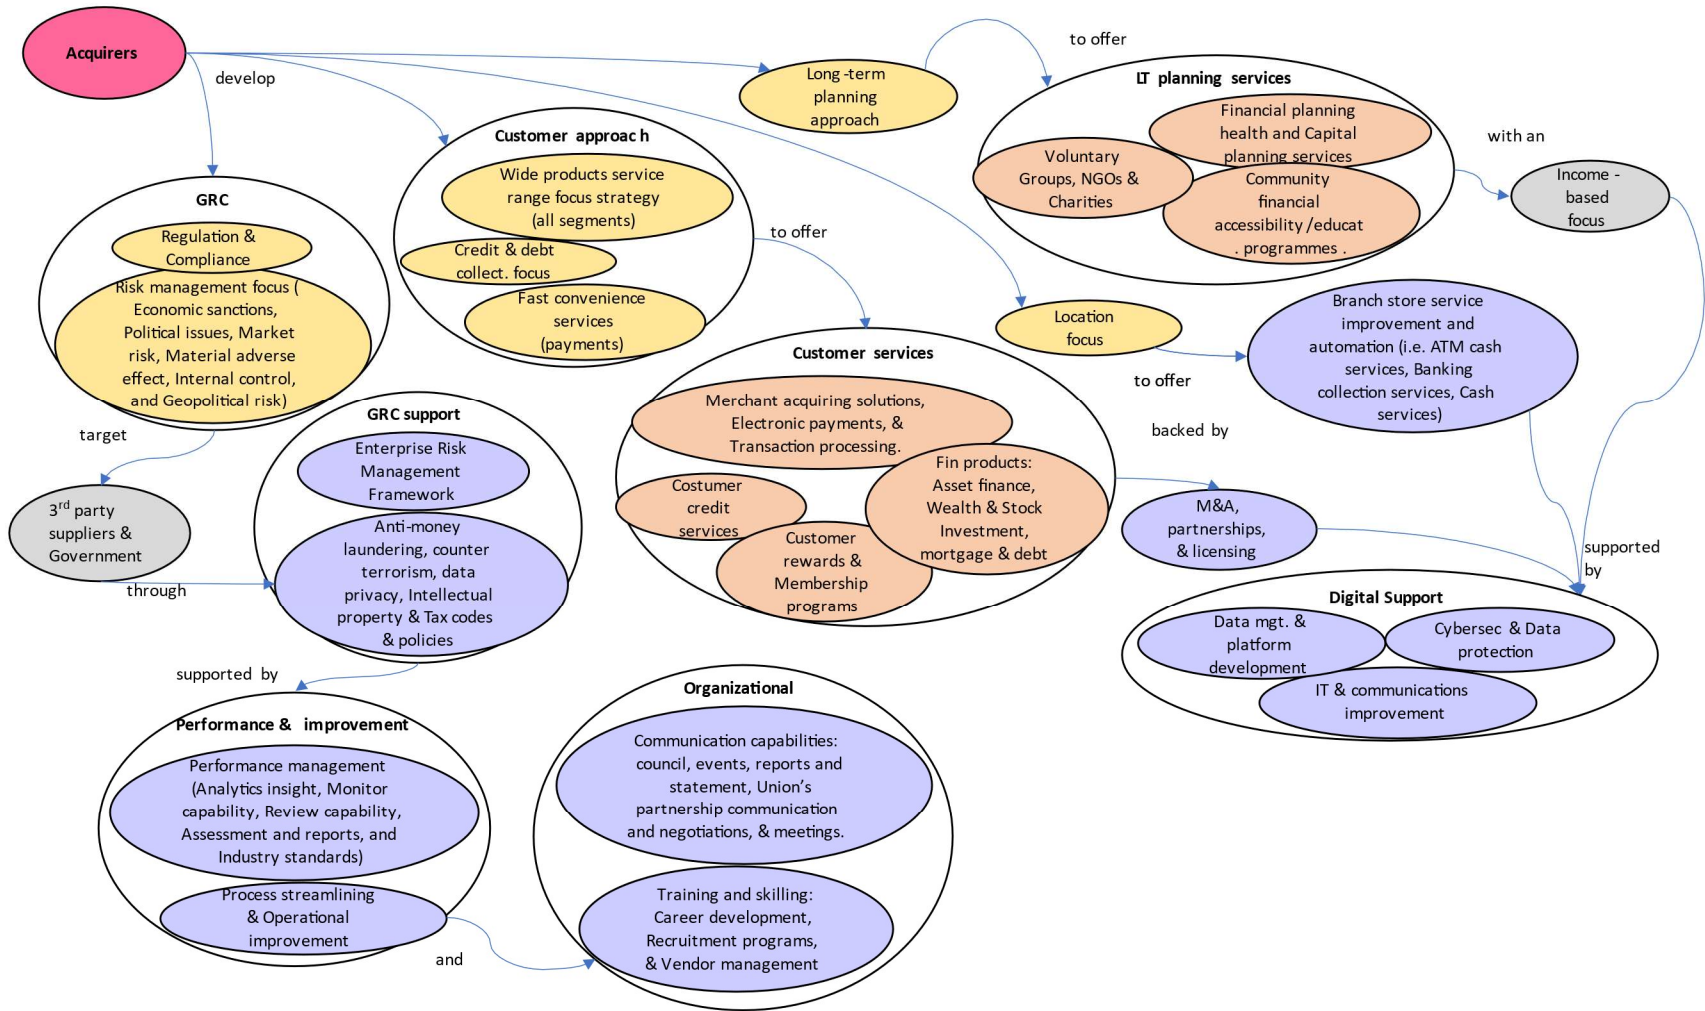 Acquirers
develop
Long -term
planning
approach
to offer
LT planning services
Financial planning
health and Capital
planning services
Voluntary
Groups, NGOs &
Charities
Community
financial
accessibility /educat
. programmes .
with an
Income -
based
focus
Customer approac h
Wide products service
range focus strategy
(all segments)
Credit & debt
collect. focus
Fast convenience
services
(payments)
to offer
GRC
Regulation &
Compliance
Risk management focus (
Economic sanctions,
Political issues, Market
risk, Material adverse
effect, Internal control,
and Geopolitical risk)
Location
focus
to offer
Branch store service
improvement and
automation (i.e. ATM cash
services, Banking
collection services, Cash
services)
Customer services
Merchant acquiring solutions,
Electronic payments, &
Transaction processing.
Fin products:
Asset finance,
Wealth & Stock
Investment,
mortgage & debt
Costumer
credit
services
Customer
rewards &
Membership
programs
backed by
M&A,
partnerships,
& licensing
supported
by
target
3rd party
suppliers &
Government
through
GRC support
Enterprise Risk
Management
Framework
Anti-money
laundering, counter
terrorism, data
privacy, Intellectual
property & Tax codes
& policies
Digital Support
Data mgt. &
platform
development
Cybersec & Data
protection
IT & communications
improvement
supported by
Performance & improvement
Performance management
(Analytics insight, Monitor
capability, Review capability,
Assessment and reports, and
Industry standards)
Process streamlining
& Operational
improvement
and
Organizational
Communication capabilities:
council, events, reports and
statement, Union’s
partnership communication
and negotiations, & meetings.
Training and skilling:
Career development,
Recruitment programs,
& Vendor management